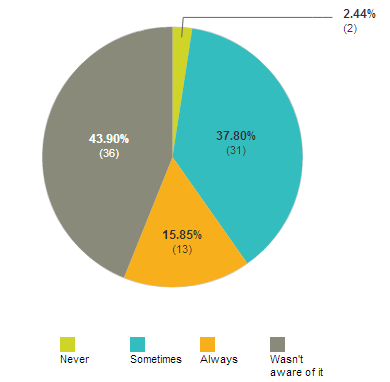 2.44%
(2)
37.80%
(31)
43.90%
(36)
15.85%
(13)
Never
Sometimes
Always
Wasn't
aware of it